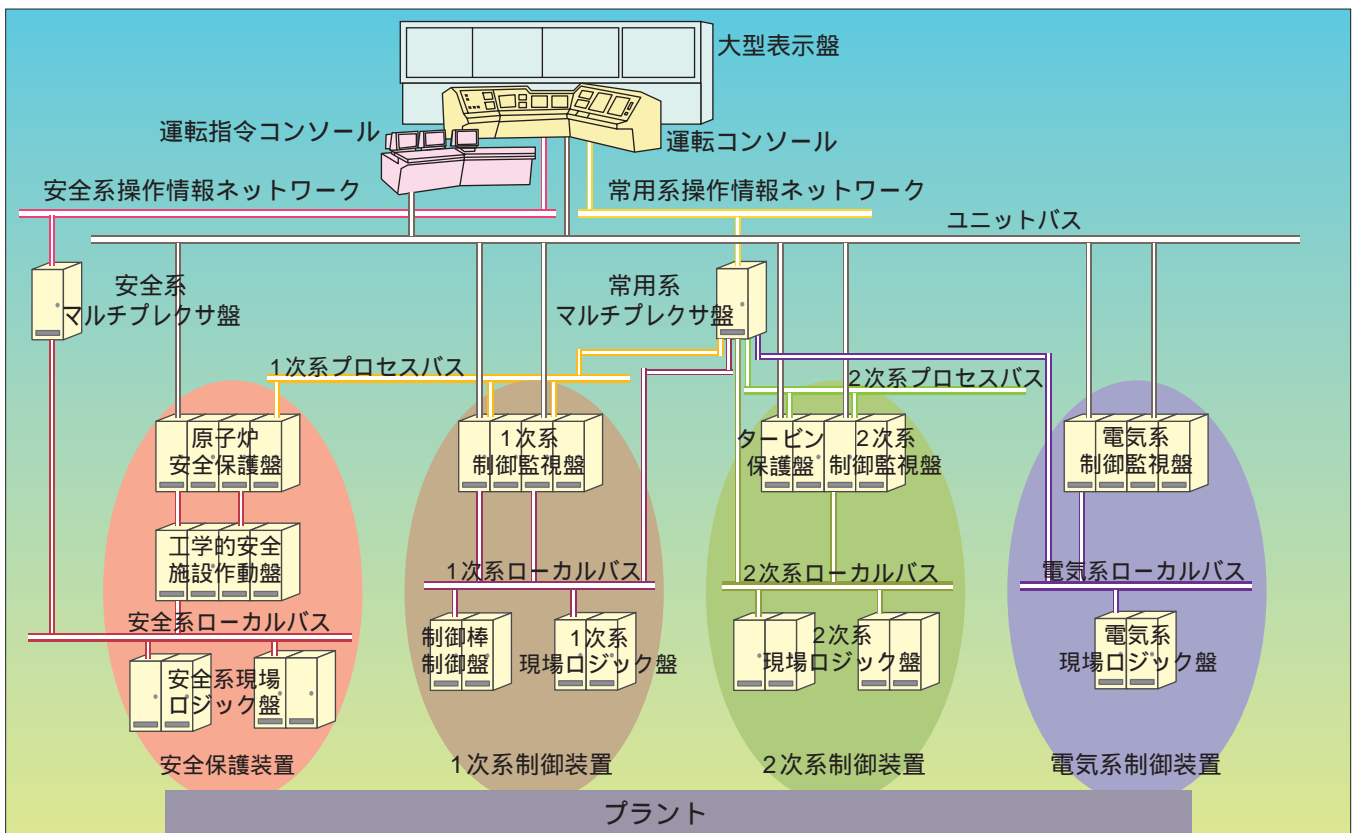 大型表示盤
運転指令コンソール
運転コンソール
安全系操作情報ネットワーク
常用系操作情報ネットワーク
ユニットバス
安全系
マルチプレクサ盤
常用系
マルチプレクサ盤
1次系プロセスバス
2次系プロセスバス
原子炉
安全保護盤
1次系
制御監視盤
タービン
保護盤
2次系
制御監視盤
電気系
制御監視盤
工学的安全
施設作動盤
1次系ローカルバス
2次系ローカルバス
電気系ローカルバス
安全系ローカルバス
制御棒
制御盤
1次系
現場ロジック盤
2次系
現場ロジック盤
電気系
現場ロジック盤
安全系現場
ロジック盤
安全保護装置
1次系制御装置
2次系制御装置
電気系制御装置
プラント